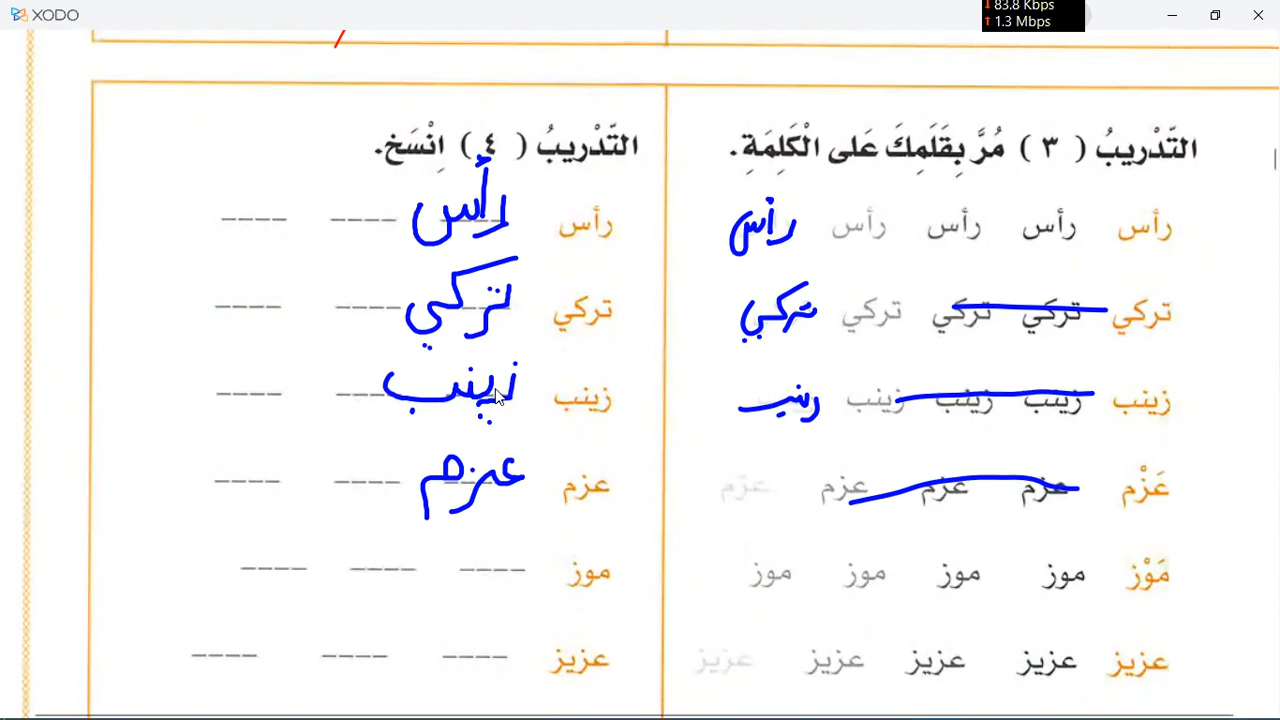 XODO
83.8 Kbps
1.3 Mbps
التّدْريبُ ( ٣ ) مُرَّ بِقَلَمِكَ عَلى الْكَلِمَةِ.
رأس رأس رأس رأس رأس
تركي تركي تركي تركي تركي
زينب زينب زينب زينب زينب
عَزْم عزم عزم عزم عزم
مَوْز موز موز موز موز
عزيز عزيز عزيز عزيز عزيز
التّدْريبُ ( ٤ ) اِنْسَخ.
رأس رأس ---- ----
تركي تركي ---- ----
زينب زينب ---- ----
عزم عزم ---- ----
موز ---- ---- ----
عزيز ---- ---- ----